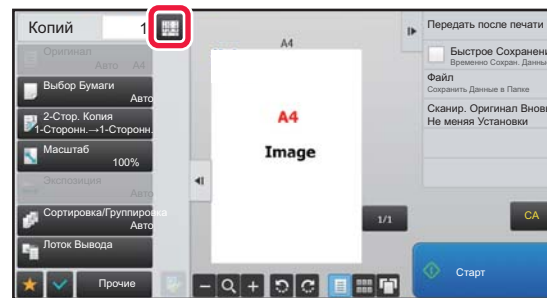 Копий 1
Оригинал
Авто A4
Выбор Бумаги
Авто
2-Стор. Копия
1-Сторонн.→1-Сторонн.
Масштаб
100%
Экспозиция
Авто
Сортировка/Группировка
Авто
Лоток Вывода
Прочие
A4
A4
Image
1/1
Передать после печати
Быстрое Сохранени
Временно Сохран. Данны
Файл
Сохранить Данные в Папке
Сканир. Оригинал Вновь
Не меняя Установки
CA
Старт